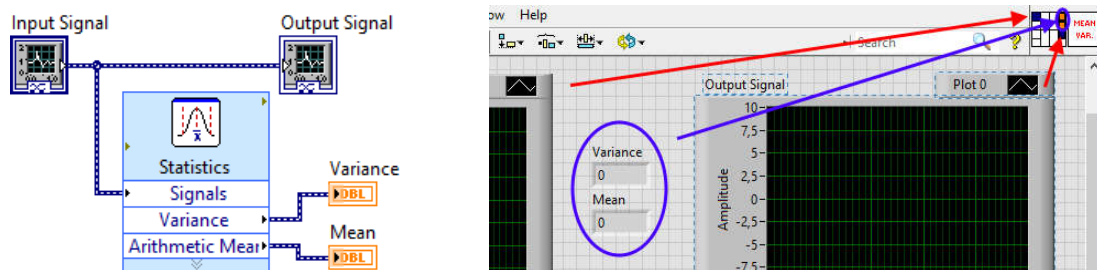 Input Signal
Output Signal
Statistics
Signals
Variance
Arithmetic Mear
Variance
DBL
Mean
DBL
ow Help
Search
MEAN
VAR.
Output Signal
Plot 0
10
7,5
5
2,5
0
-2,5
-5
-7,5
Amplitude
Variance
0
Mean
0